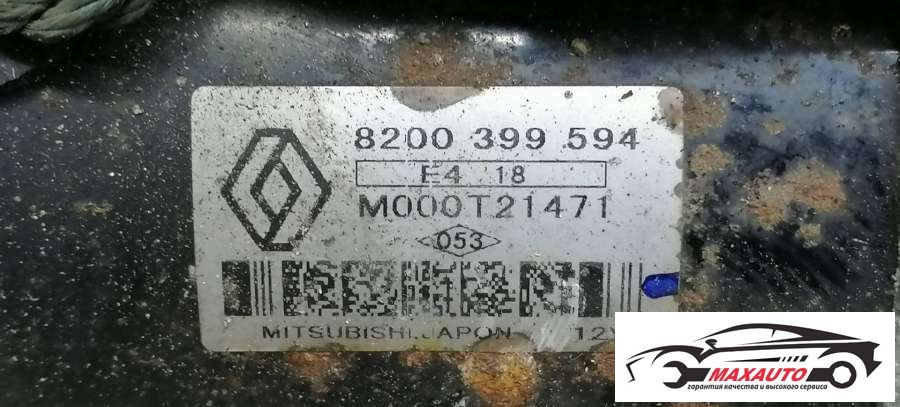 8200 399 594
E4 18
M000T21471
053
MITSUBISHI.JAPON 12V
MAXAUTO
гарантия качества и высокого сервиса